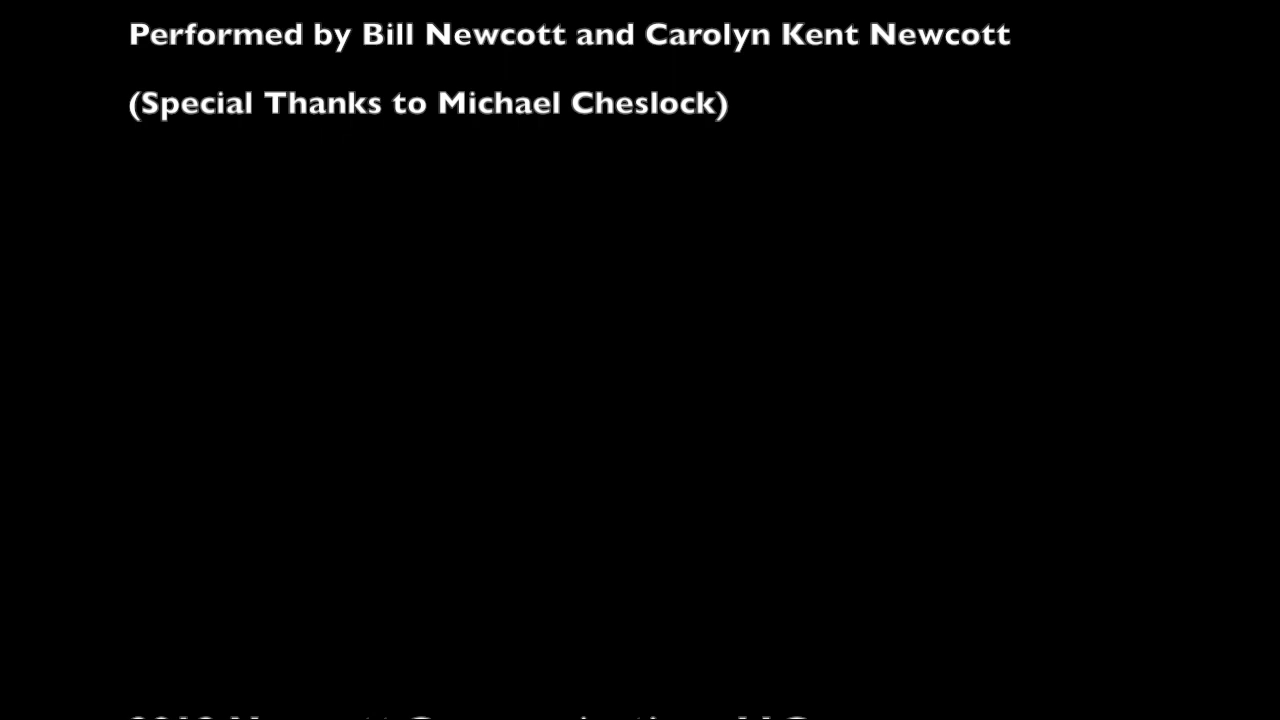 Performed by Bill Newcott and Carolyn Kent Newcott
(Special Thanks to Michael Cheslock)